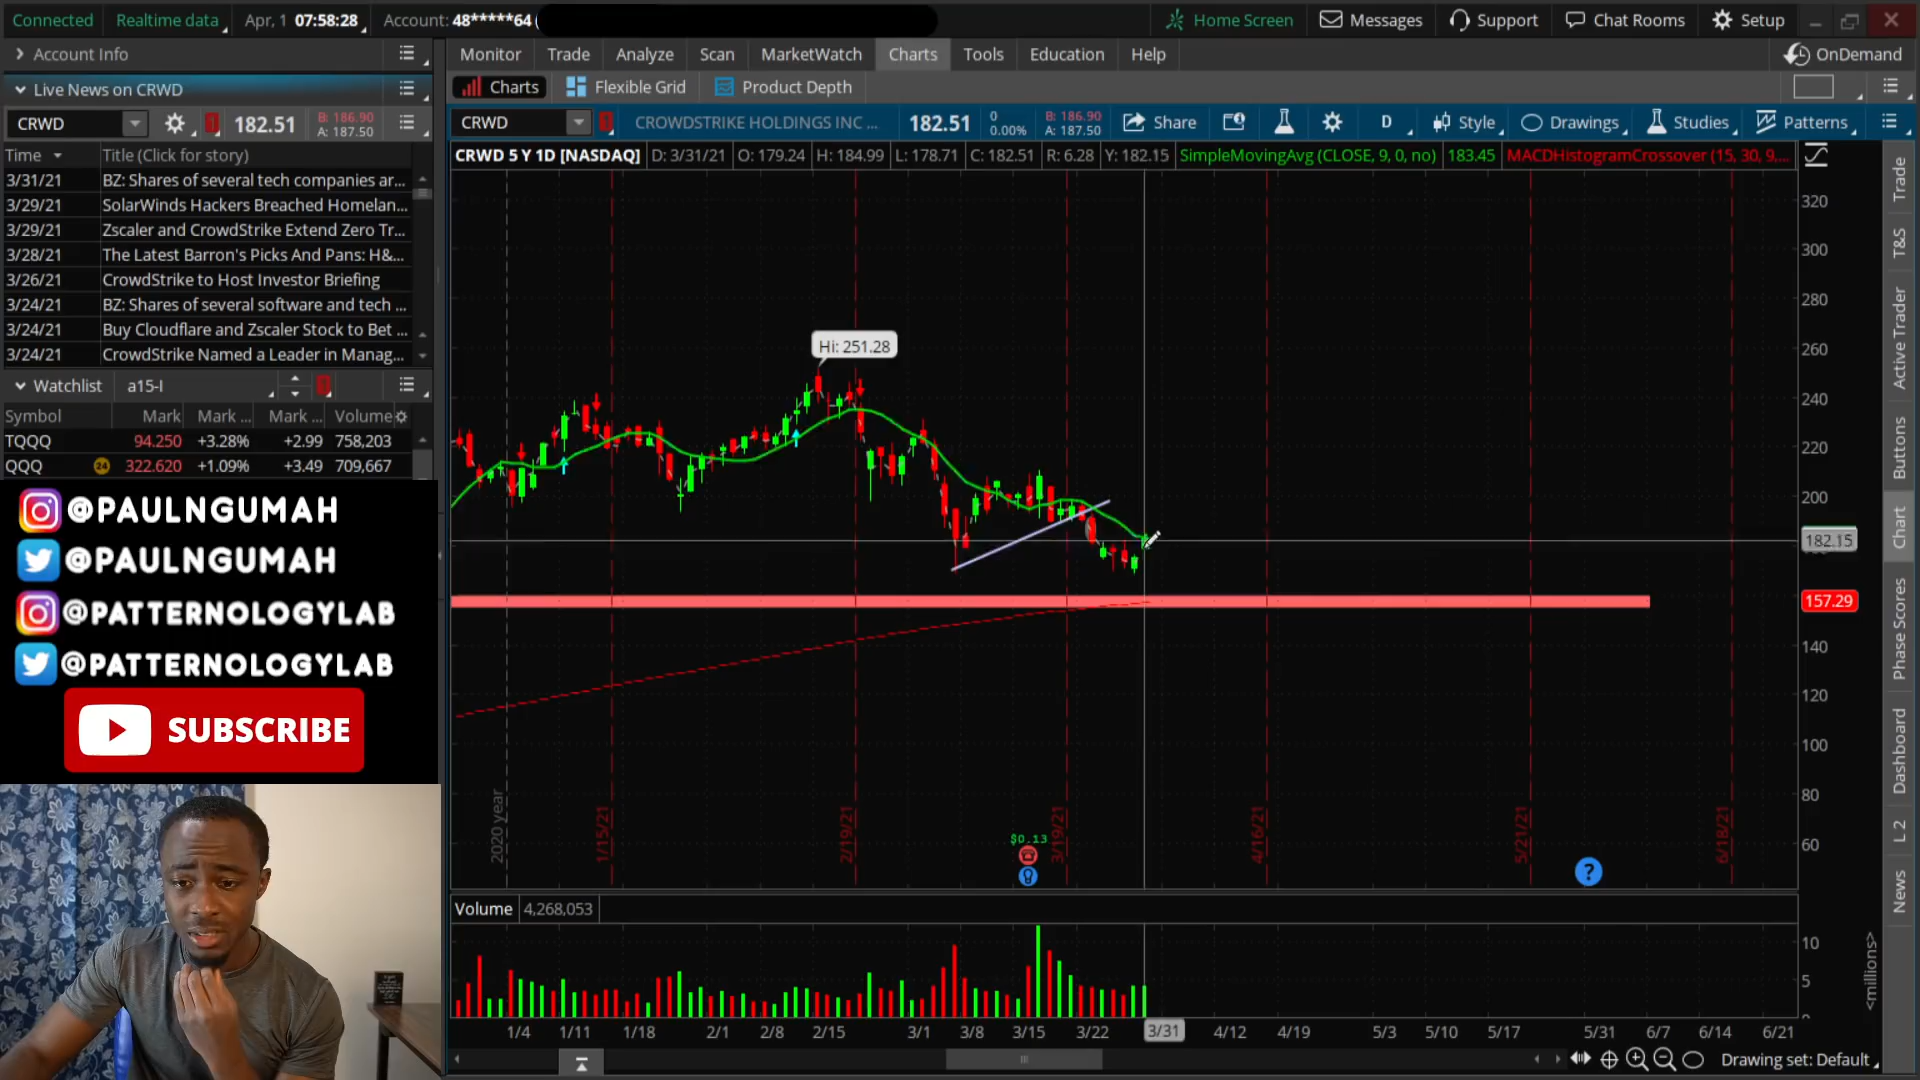 Connected Realtime data Apr, 1 07:58:28 Account: 48*****64 ( Home Screen Messages Support Chat Rooms Setup
Account Info Monitor Trade Analyze Scan MarketWatch Charts Tools Education Help OnDemand
Live News on CRWD Charts Flexible Grid Product Depth
CRWD 182.51 B: 186.90 A: 187.50
CRWD CROWDSTRIKE HOLDINGS INC ... 182.51 0 0.00% B: 186.90 A: 187.50 Share D Style Drawings Studies Patterns
Time Title (Click for story)
CRWD 5 Y 1D [NASDAQ] D: 3/31/21 O: 179.24 H: 184.99 L: 178.71 C: 182.51 R: 6.28 Y: 182.15 SimpleMovingAvg (CLOSE, 9, 0, no) 183.45 MACDHistogramCrossover (15, 30, 9,...
3/31/21 BZ: Shares of several tech companies ar...
3/29/21 SolarWinds Hackers Breached Homelan...
3/29/21 Zscaler and CrowdStrike Extend Zero Tr...
3/28/21 The Latest Barron's Picks And Pans: H&...
3/26/21 CrowdStrike to Host Investor Briefing
3/24/21 BZ: Shares of several software and tech ...
3/24/21 Buy Cloudflare and Zscaler Stock to Bet ...
3/24/21 CrowdStrike Named a Leader in Manag...
Watchlist a15-I
Symbol Mark Mark ... Mark ... Volume
TQQQ 94.250 +3.28% +2.99 758,203
QQQ 24 322.620 +1.09% +3.49 709,667
@PAULNGUMAH
@PAULNGUMAH
@PATTERNOLOGYLAB
@PATTERNOLOGYLAB
SUBSCRIBE
Hi: 251.28
320
300
280
260
240
220
200
182.15
157.29
140
120
100
80
60
2020 year
1/15/21
2/19/21
3/19/21
4/16/21
5/21/21
6/18/21
$0.13
?
Volume 4,268,053
10
5
<millions>
1/4 1/11 1/18 2/1 2/8 2/15 3/1 3/8 3/15 3/22 3/31 4/12 4/19 5/3 5/10 5/17 5/31 6/7 6/14 6/21
Drawing set: Default
Trade
T&S
Active Trader
Buttons
Chart
Phase Scores
Dashboard
L 2
News